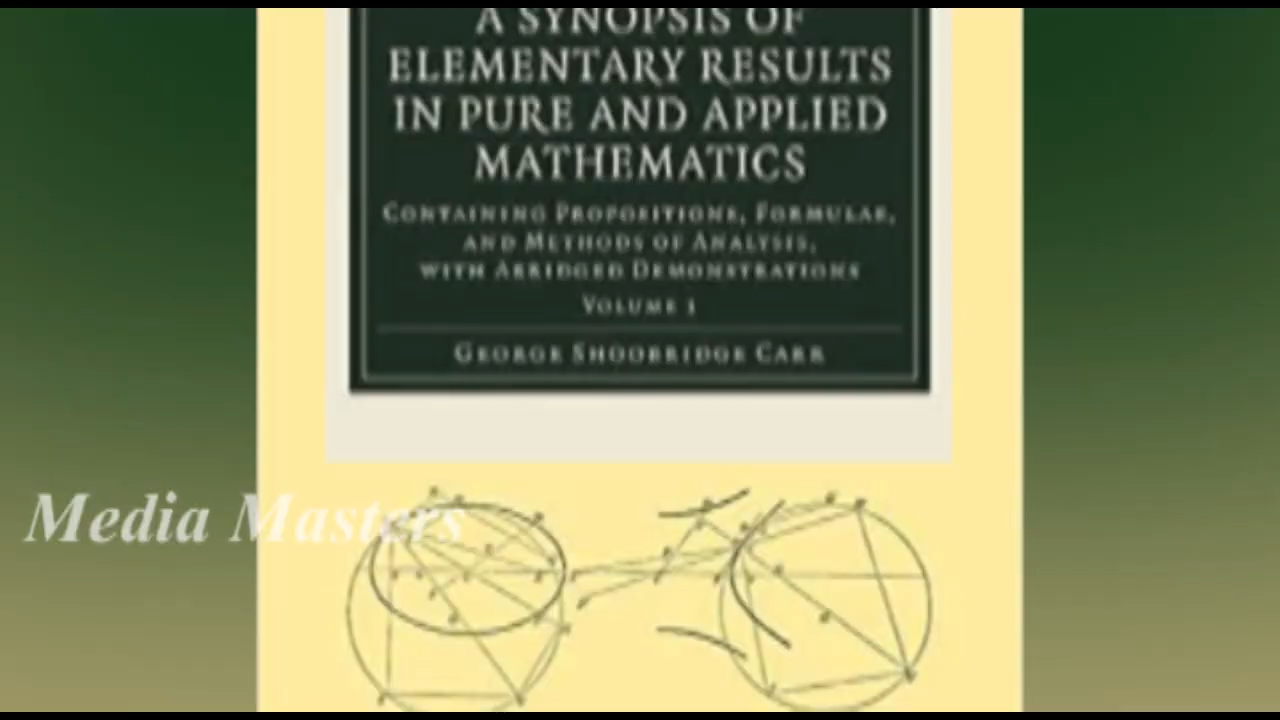 A SYNOPSIS OF
ELEMENTARY RESULTS
IN PURE AND APPLIED
MATHEMATICS
CONTAINING PROPOSITIONS, FORMULAE,
AND METHODS OF ANALYSIS,
WITH ABRIDGED DEMONSTRATIONS
VOLUME 1
GEORGE SHOOBRIDGE CARR
Media Masters